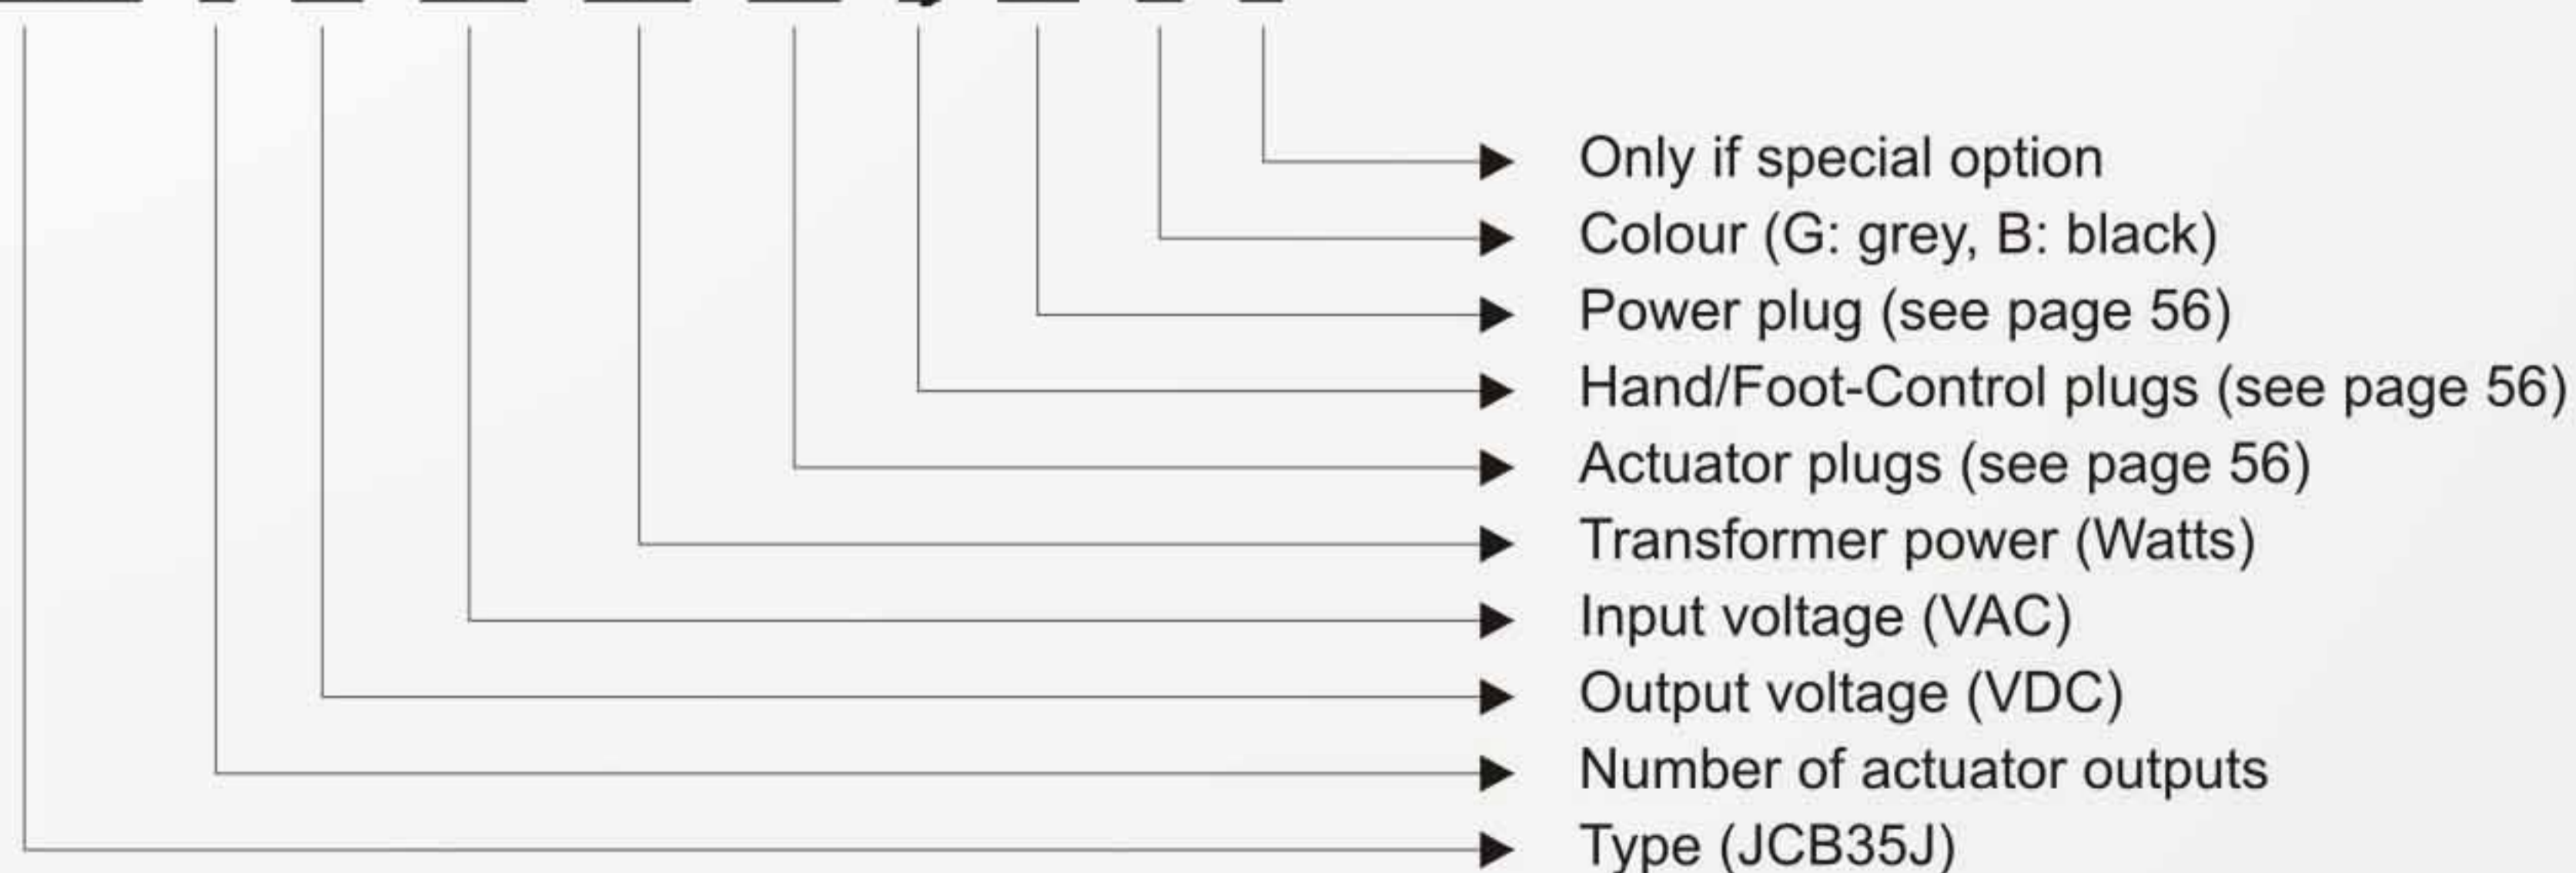 Only if special option
Colour (G: grey, B: black)
Power plug (see page 56)
Hand/Foot-Control plugs (see page 56)
Actuator plugs (see page 56)
Transformer power (Watts)
Input voltage (VAC)
Output voltage (VDC)
Number of actuator outputs
Type (JCB35J)